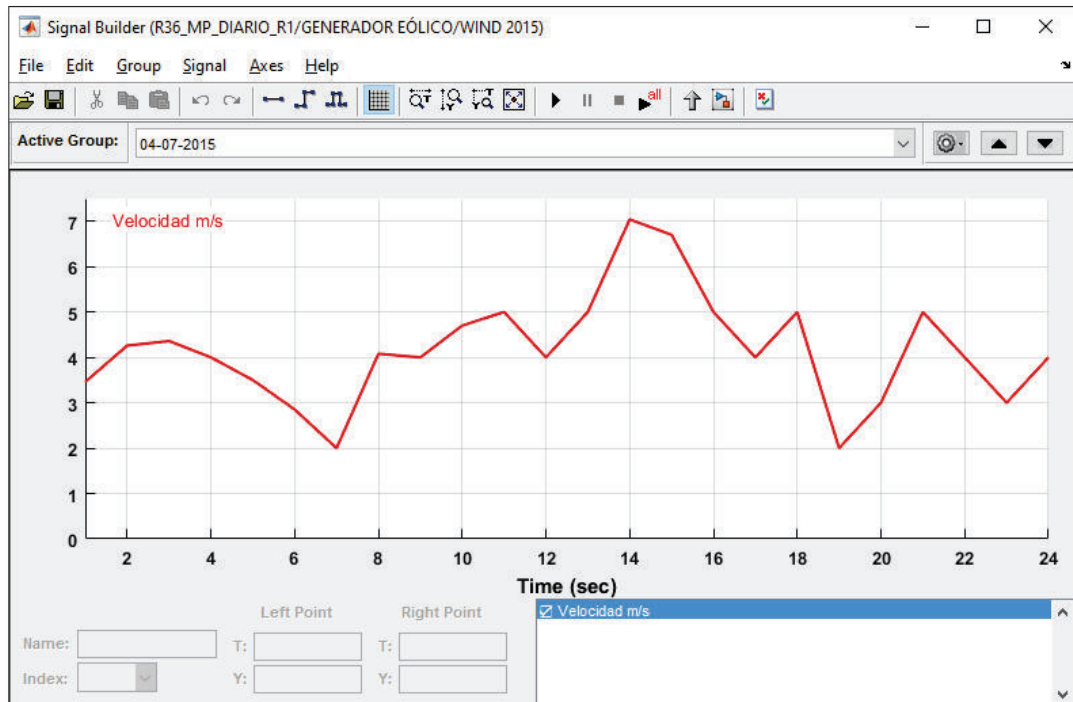 Signal Builder (R36_MP_DIARIO_R1/GENERADOR EÓLICO/WIND 2015)
File Edit Group Signal Axes Help
all
Active Group: 04-07-2015
Velocidad m/s
7
6
5
4
3
2
1
0
2 4 6 8 10 12 14 16 18 20 22 24
Time (sec)
Left Point Right Point
Velocidad m/s
Name: T: T:
Index: Y: Y: